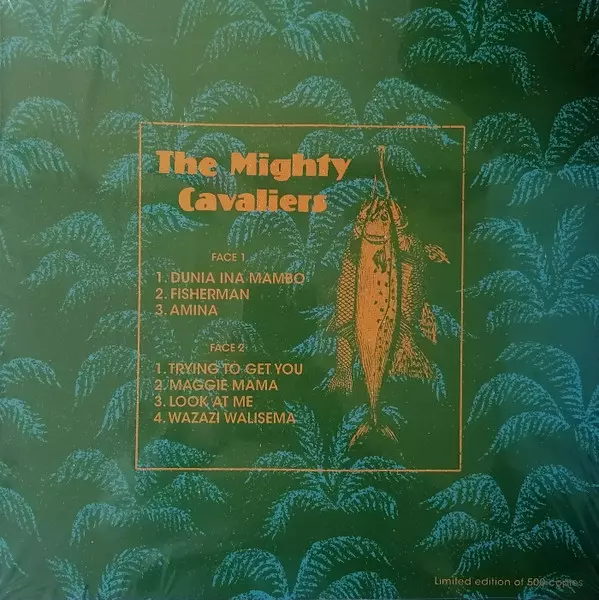 The Mighty
Cavaliers
FACE 1
1. DUNIA INA MAMBO
2. FISHERMAN
3. AMINA
FACE 2
1. TRYING TO GET YOU
2. MAGGIE MAMA
3. LOOK AT ME
4. WAZAZI WALISEMA
Limited edition of 500 copies